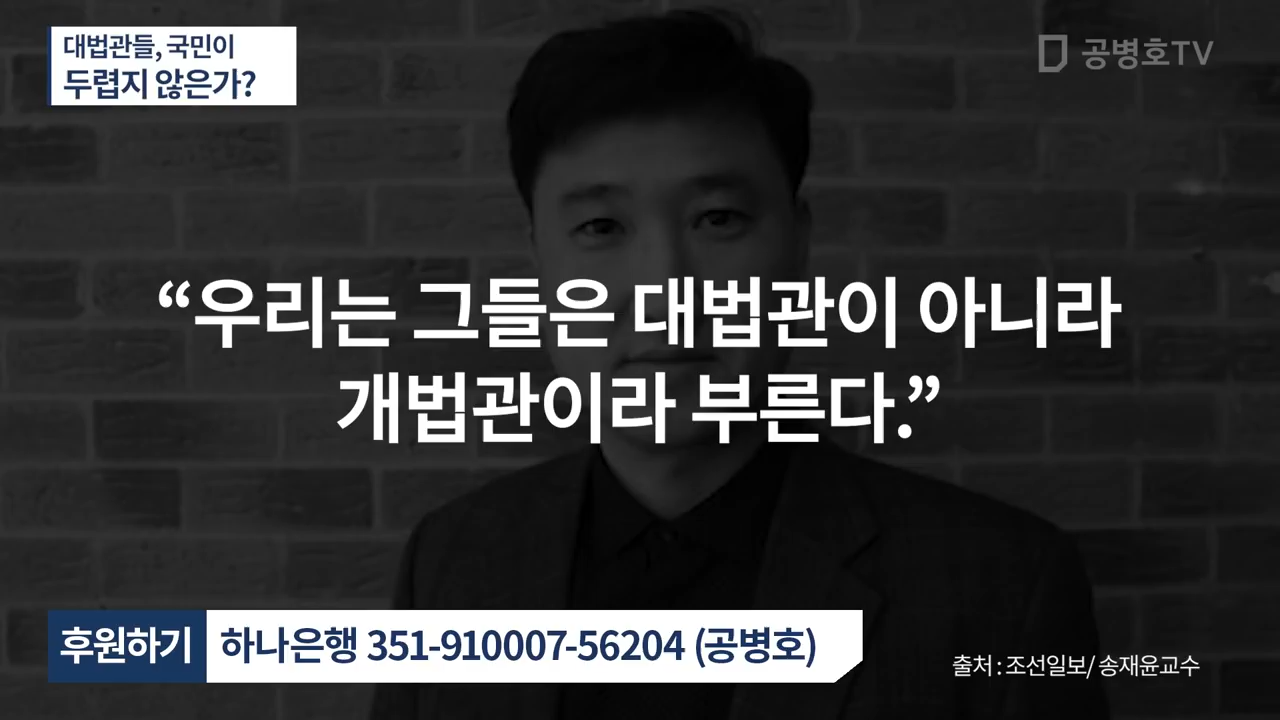 대법관들, 국민이
두렵지 않은가?
공병호TV
“우리는 그들은 대법관이 아니라
개법관이라 부른다.”
후원하기
하나은행 351-910007-56204 (공병호)
출처 : 조선일보/ 송재윤교수